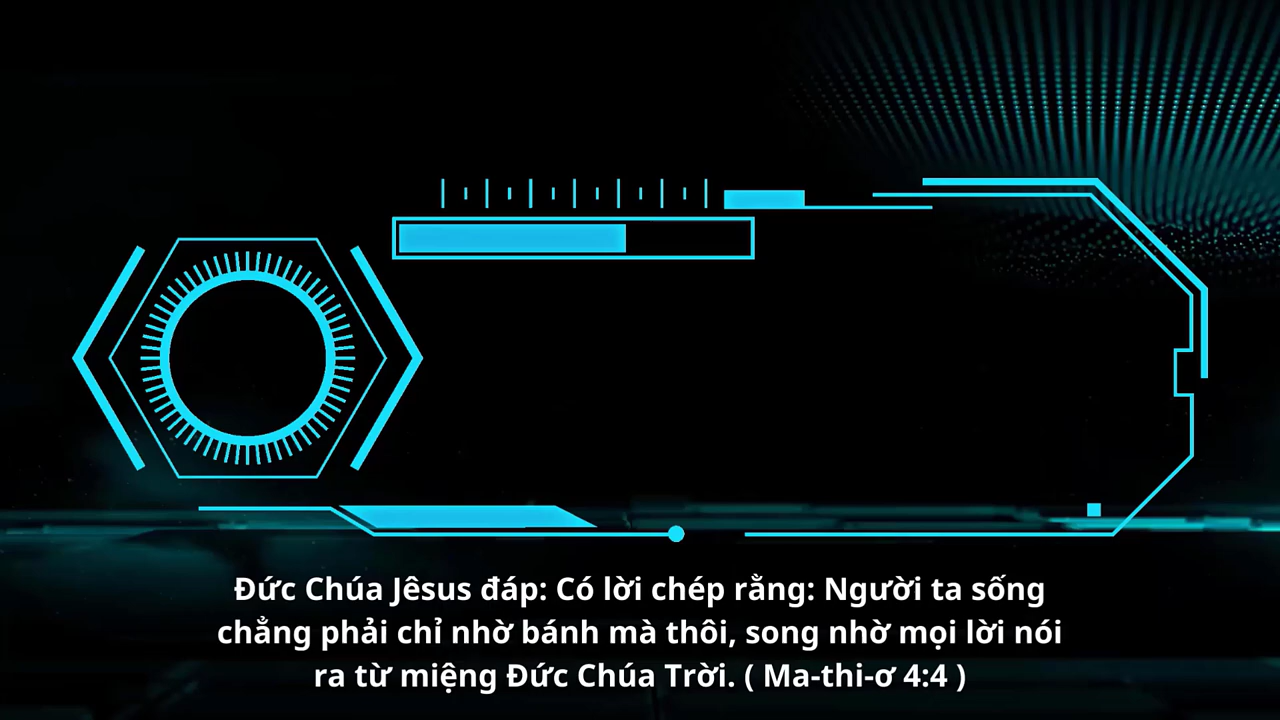 Đức Chúa Jêsus đáp: Có lời chép rằng: Người ta sống
chẳng phải chỉ nhờ bánh mà thôi, song nhờ mọi lời nói
ra từ miệng Đức Chúa Trời. ( Ma-thi-ơ 4:4 )